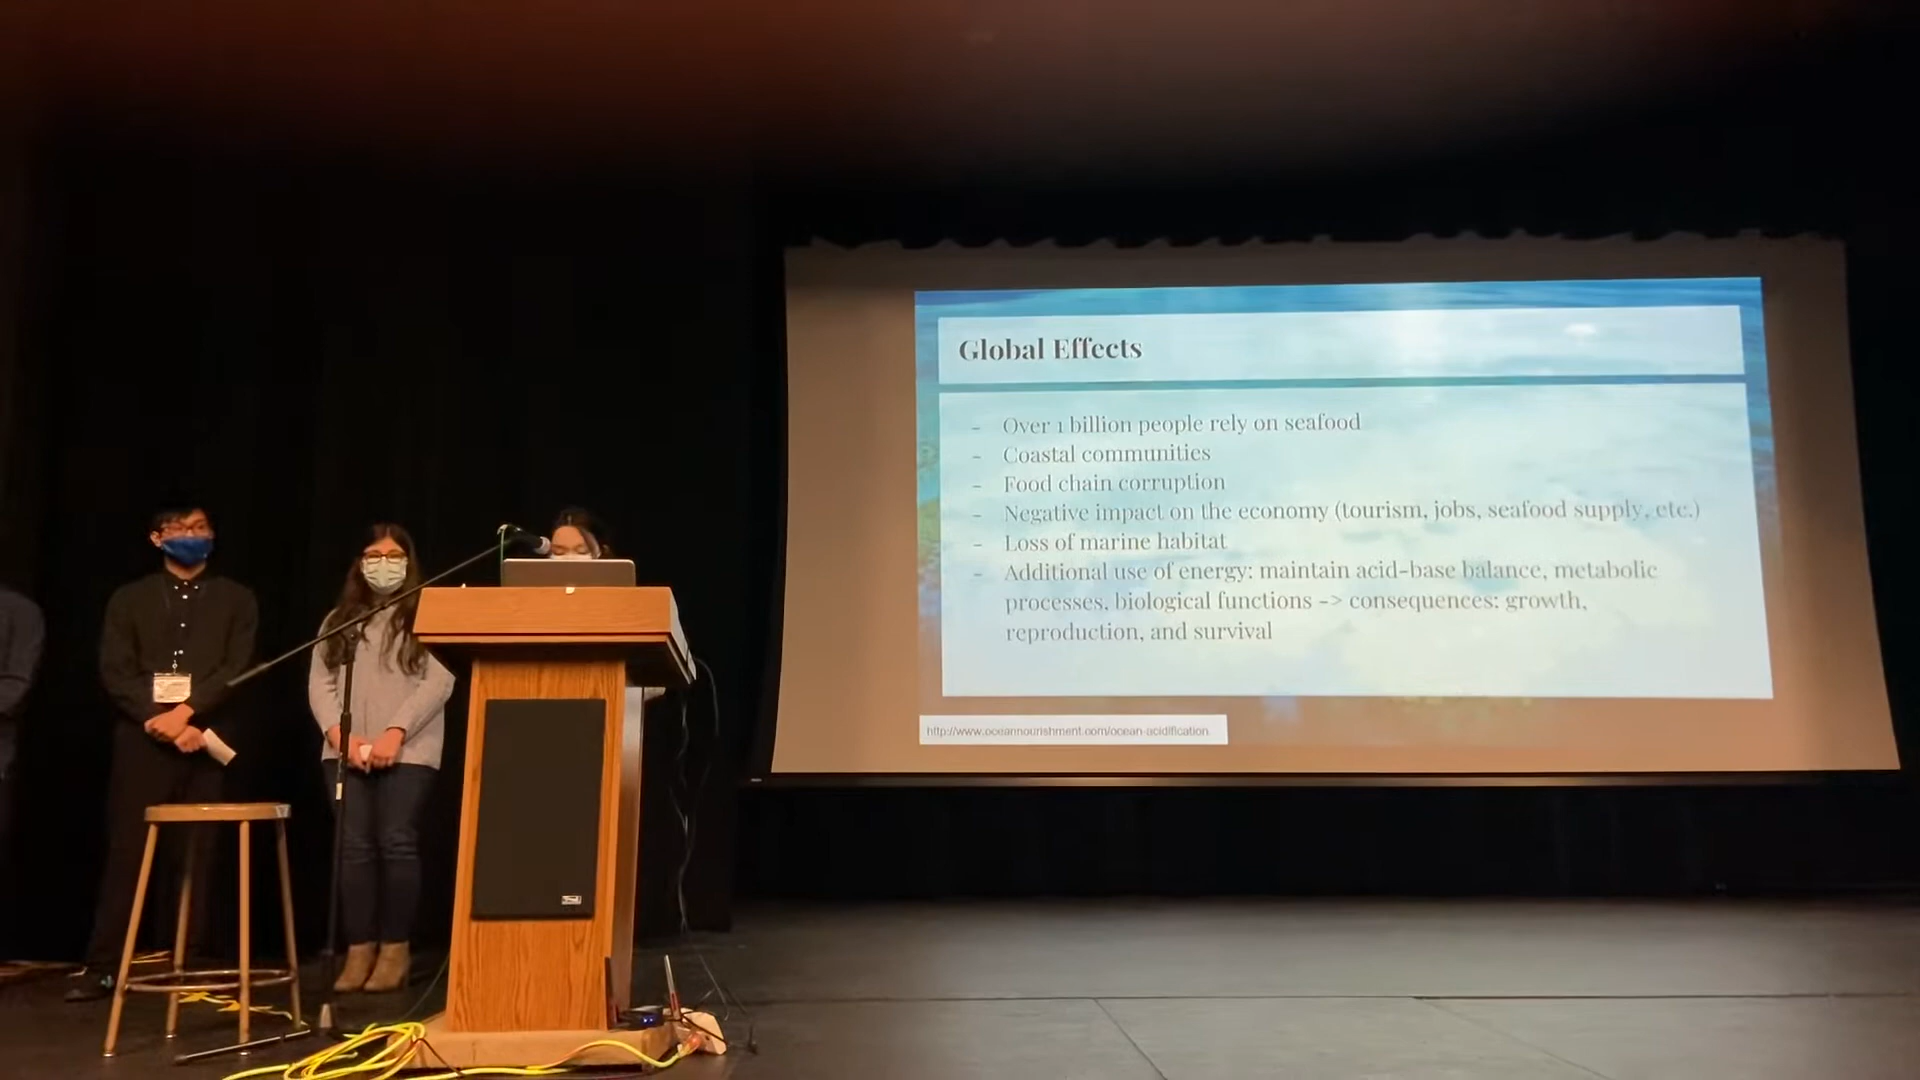 Global Effects
- Over 1 billion people rely on seafood
- Coastal communities
- Food chain corruption
- Negative impact on the economy (tourism, jobs, seafood supply, etc.)
- Loss of marine habitat
- Additional use of energy: maintain acid-base balance, metabolic
processes, biological functions -> consequences: growth,
reproduction, and survival
http://www.oceannourishment.com/ocean-acidification